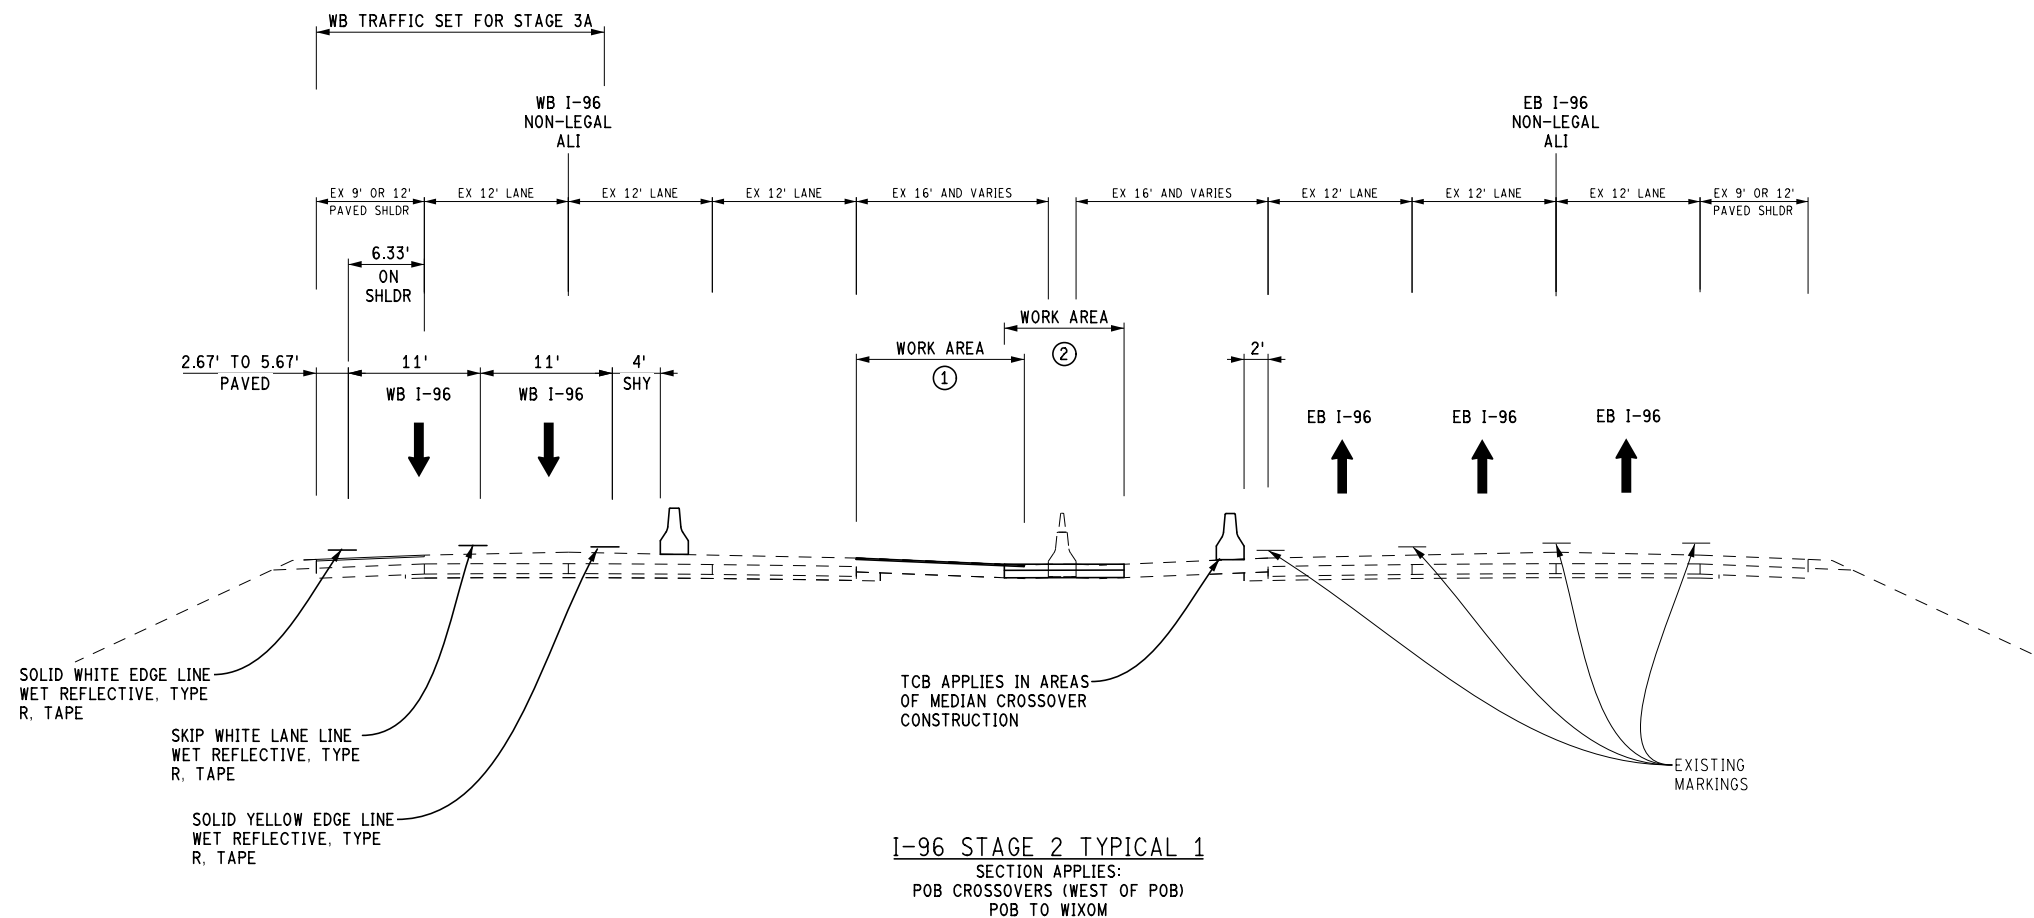 WB TRAFFIC SET FOR STAGE 3A
WB I-96
NON-LEGAL
ALI
EB I-96
NON-LEGAL
ALI
EX 9' OR 12'
PAVED SHLDR
EX 12' LANE
EX 12' LANE
EX 12' LANE
EX 16' AND VARIES
EX 16' AND VARIES
EX 12' LANE
EX 12' LANE
EX 12' LANE
EX 9' OR 12'
PAVED SHLDR
6.33'
ON
SHLDR
WORK AREA
2
WORK AREA
1
2'
2.67' TO 5.67'
PAVED
11'
WB I-96
11'
WB I-96
4'
SHY
EB I-96
EB I-96
EB I-96
SOLID WHITE EDGE LINE
WET REFLECTIVE, TYPE
R, TAPE
SKIP WHITE LANE LINE
WET REFLECTIVE, TYPE
R, TAPE
SOLID YELLOW EDGE LINE
WET REFLECTIVE, TYPE
R, TAPE
TCB APPLIES IN AREAS
OF MEDIAN CROSSOVER
CONSTRUCTION
EXISTING
MARKINGS
I-96 STAGE 2 TYPICAL 1
SECTION APPLIES:
POB CROSSOVERS (WEST OF POB)
POB TO WIXOM